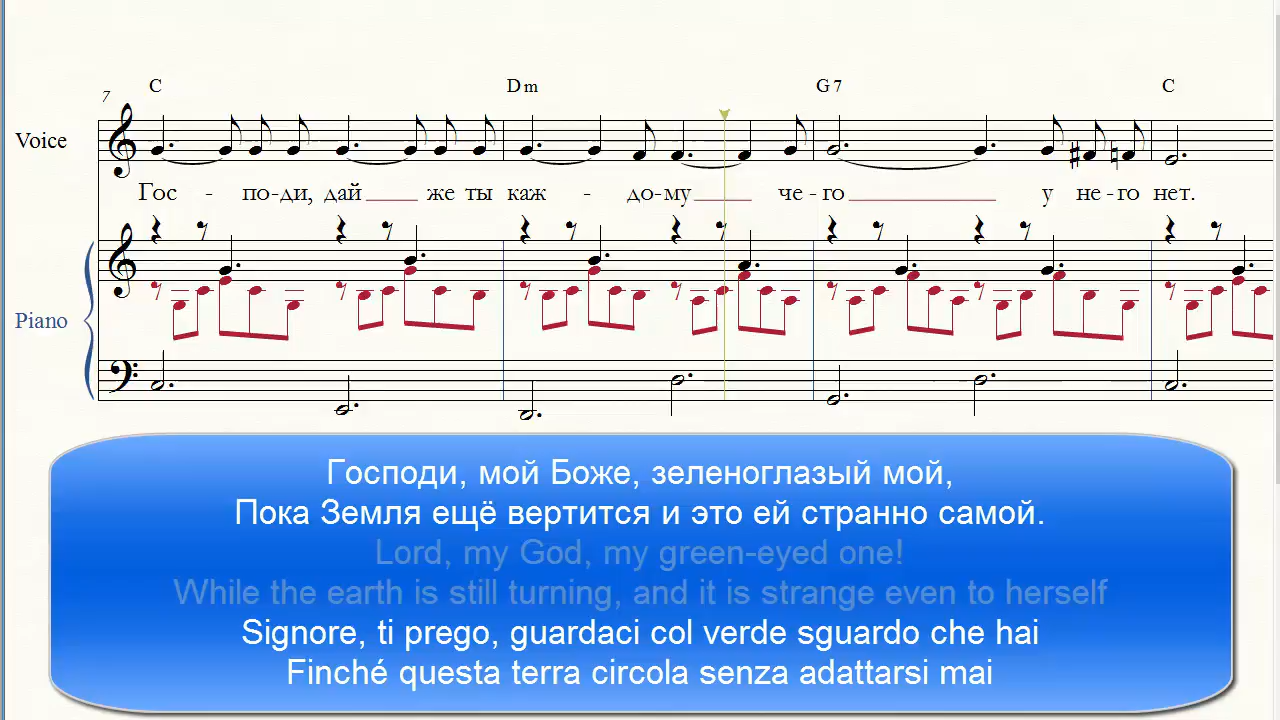 C Dm G7 C
7
Voice
Гос - по-ди, дай же ты каж - до-му че-го у не-го нет.
Piano
Господи, мой Боже, зеленоглазый мой,
Пока Земля ещё вертится и это ей странно самой.
Lord, my God, my green-eyed one!
While the earth is still turning, and it is strange even to herself
Signore, ti prego, guardaci col verde sguardo che hai
Finché questa terra circola senza adattarsi mai